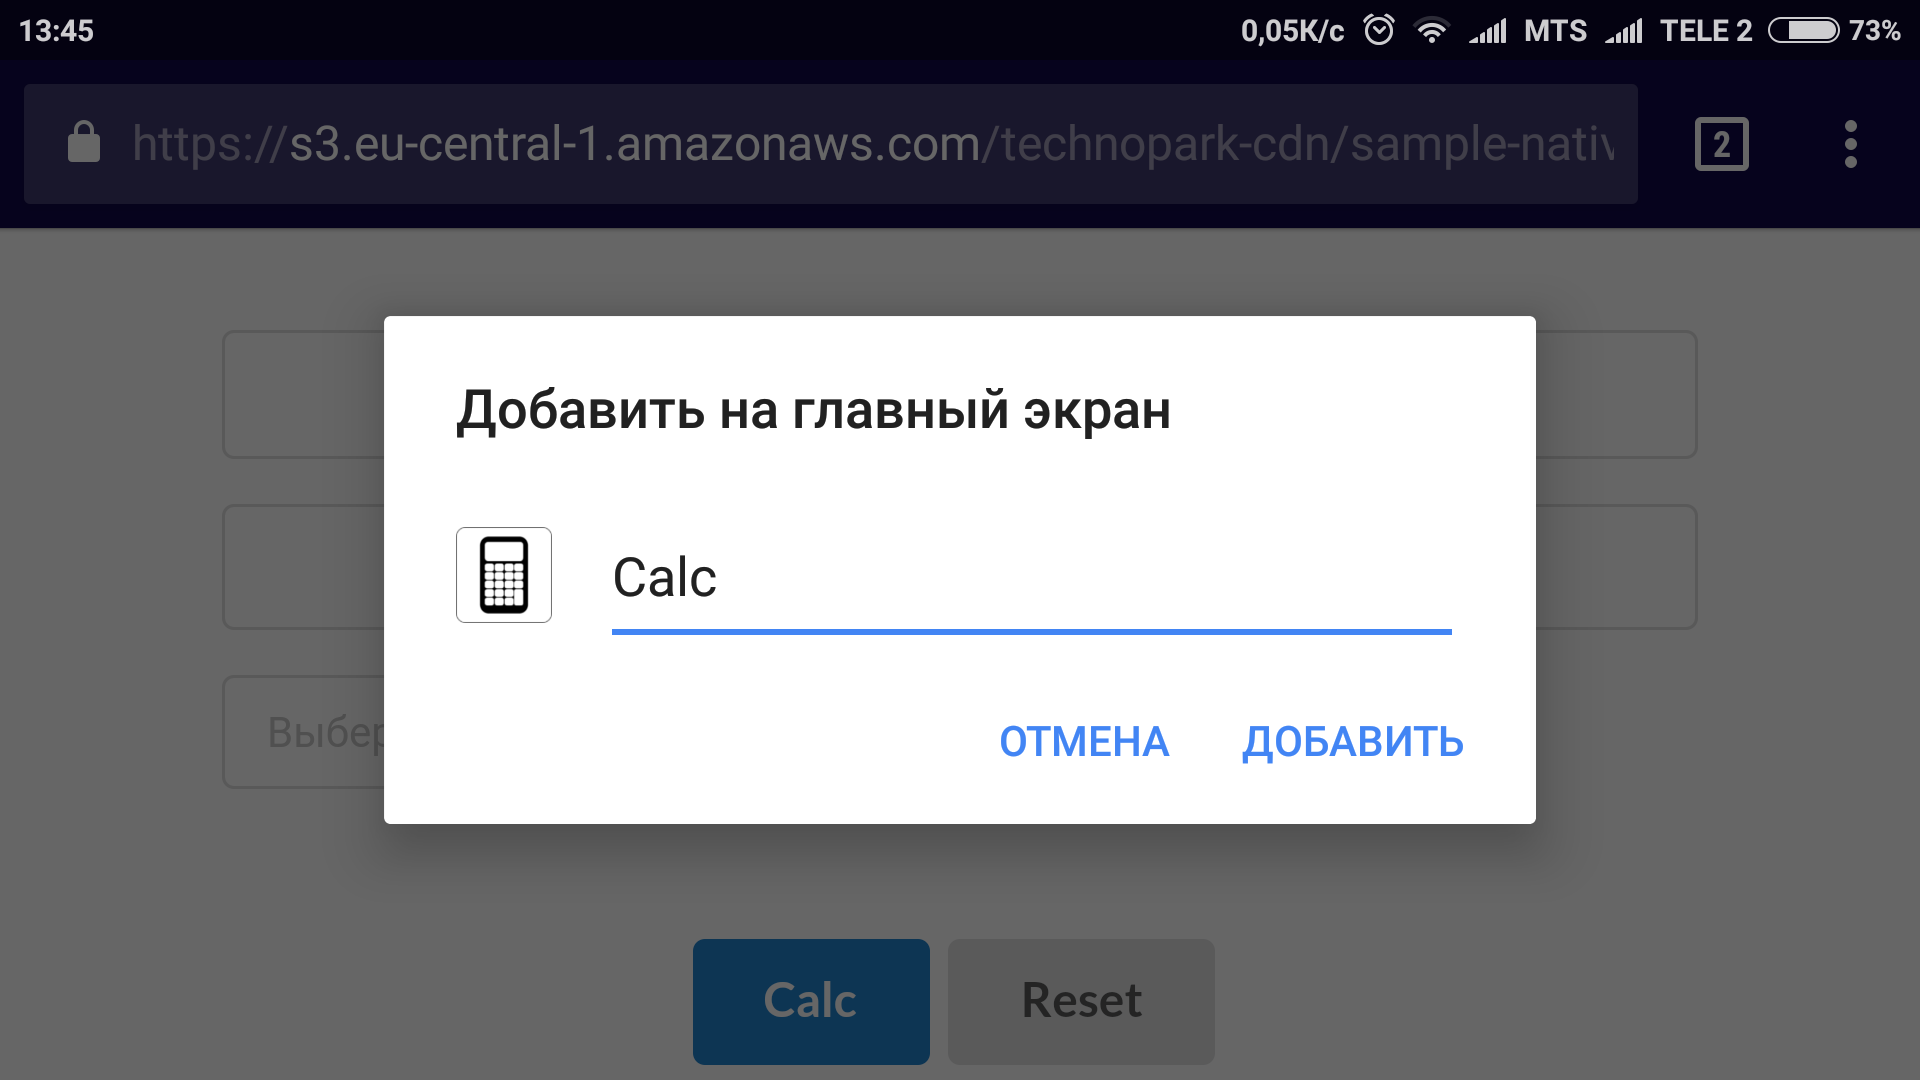 13:45
0,05K/c
MTS
TELE 2
73%
https://s3.eu-central-1.amazonaws.com/technopark-cdn/sample-nativ
2
Добавить на главный экран
Calc
Выбер
ОТМЕНА ДОБАВИТЬ
Calc
Reset